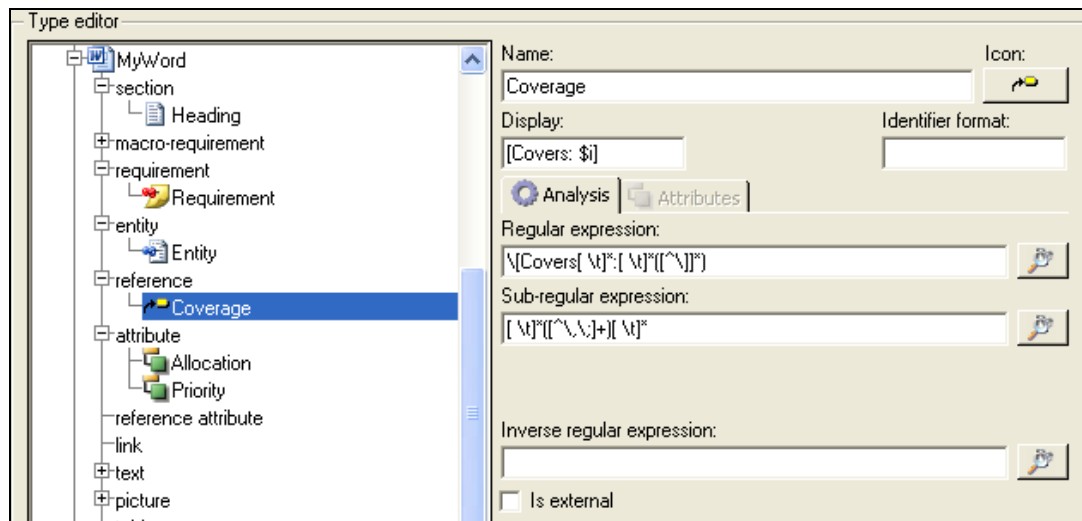 Type editor
MyWord
section
Heading
macro-requirement
requirement
Requirement
entity
Entity
reference
Coverage
attribute
Allocation
Priority
reference attribute
link
text
picture
Name:
Icon:
Coverage
Display:
Identifier format:
[Covers: $i]
Analysis
Attributes
Regular expression:
\[Covers[ \t]*:[ \t]*([^\]]*)
Sub-regular expression:
[ \t]*([^\,\;]+)[ \t]*
Inverse regular expression:
Is external